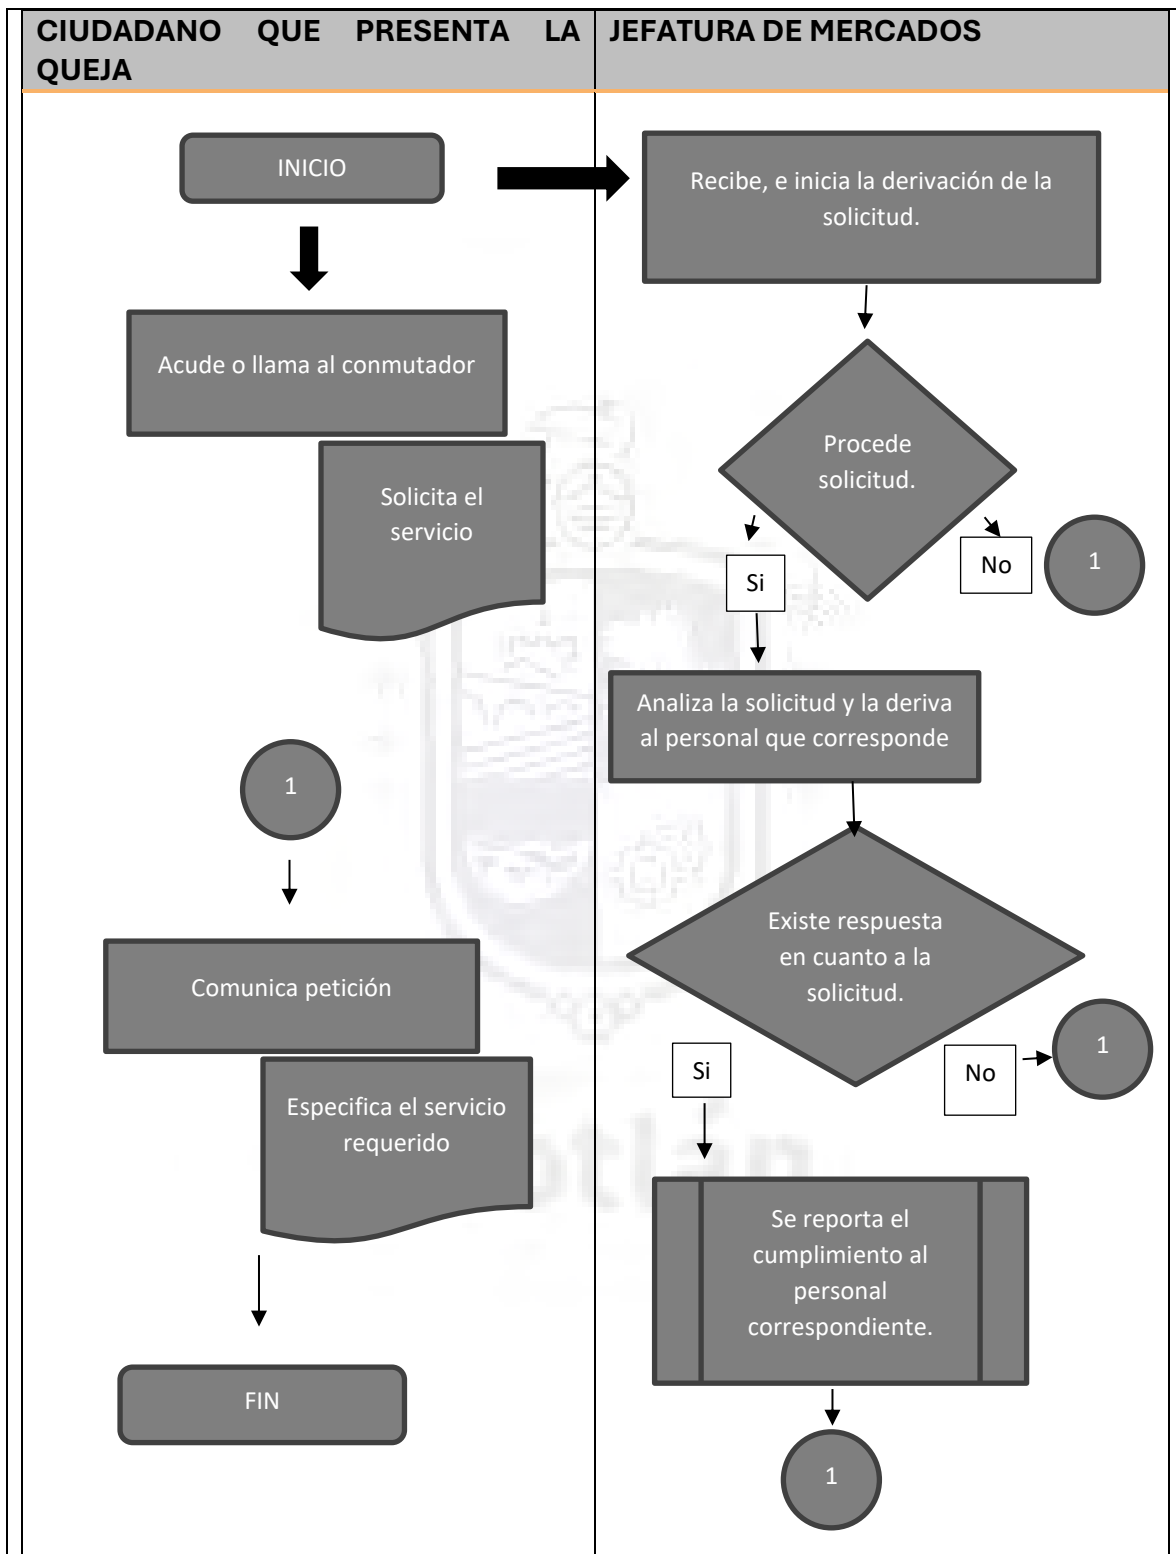 CIUDADANO QUE PRESENTA LA
QUEJA
JEFATURA DE MERCADOS
INICIO
Acude o llama al conmutador
Solicita el
servicio
1
Comunica petición
Especifica el servicio
requerido
FIN
Recibe, e inicia la derivación de la
solicitud.
Procede
solicitud.
Si
No
1
Analiza la solicitud y la deriva
al personal que corresponde
Existe respuesta
en cuanto a la
solicitud.
Si
No
1
Se reporta el
cumplimiento al
personal
correspondiente.
1